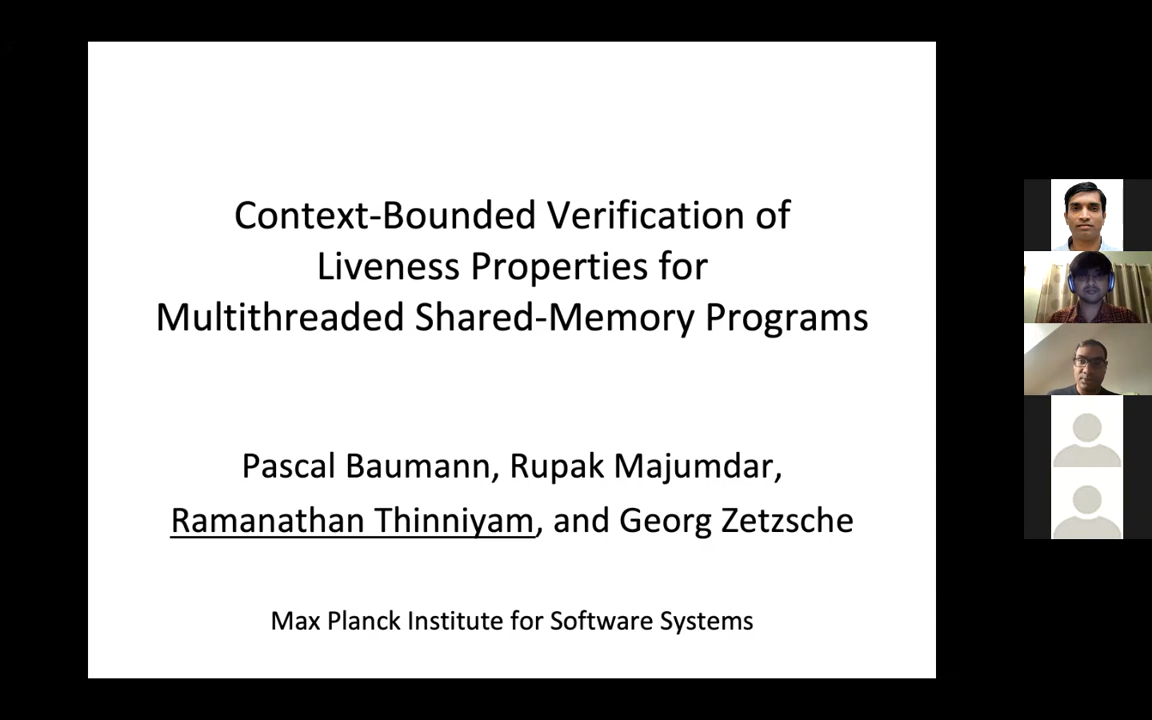 Context-Bounded Verification of
Liveness Properties for
Multithreaded Shared-Memory Programs
Pascal Baumann, Rupak Majumdar,
Ramanathan Thinniyam, and Georg Zetzsche
Max Planck Institute for Software Systems